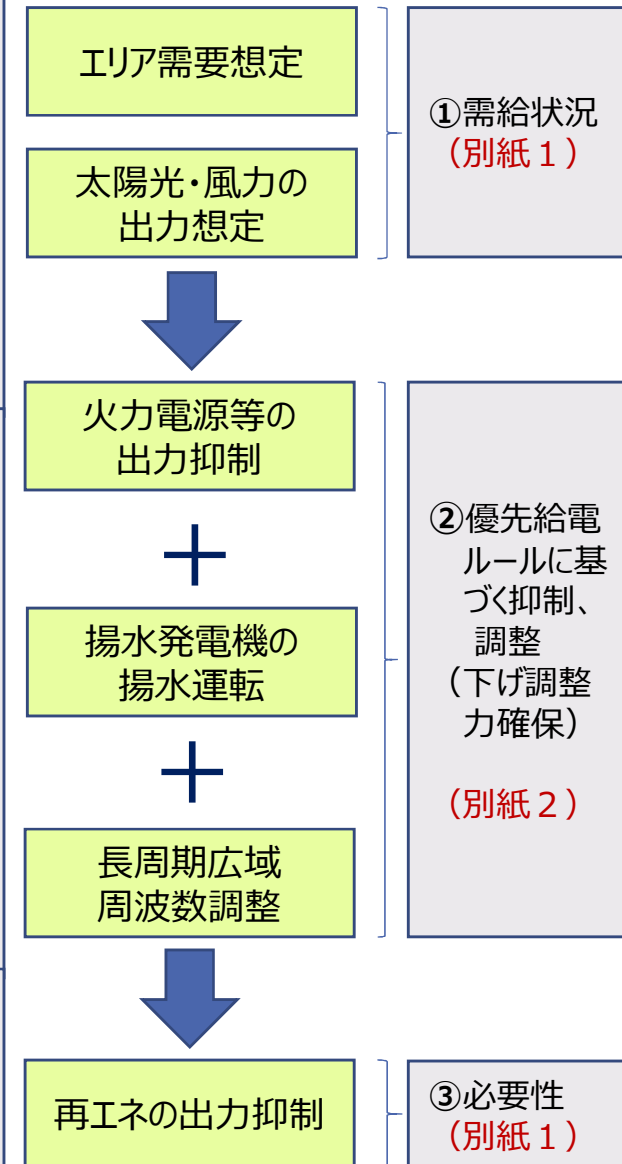 エリア需要想定
太陽光・風力の
出力想定
①需給状況
（別紙１）
火力電源等の
出力抑制
＋
揚水発電機の
揚水運転
＋
長周期広域
周波数調整
②優先給電
ルールに基
づく抑制、
調整
（下げ調整
力確保）
（別紙２）
再エネの出力抑制
③必要性
（別紙１）